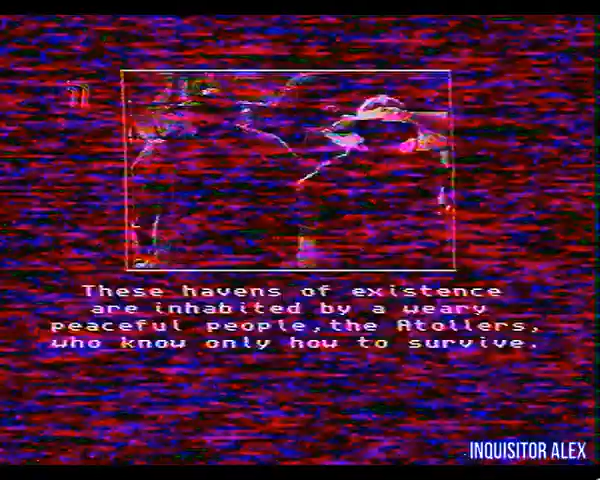 These havens of existence
are inhabited by a weary
peaceful people,the Atollers,
who know only how to survive.
INQUISITOR ALEX